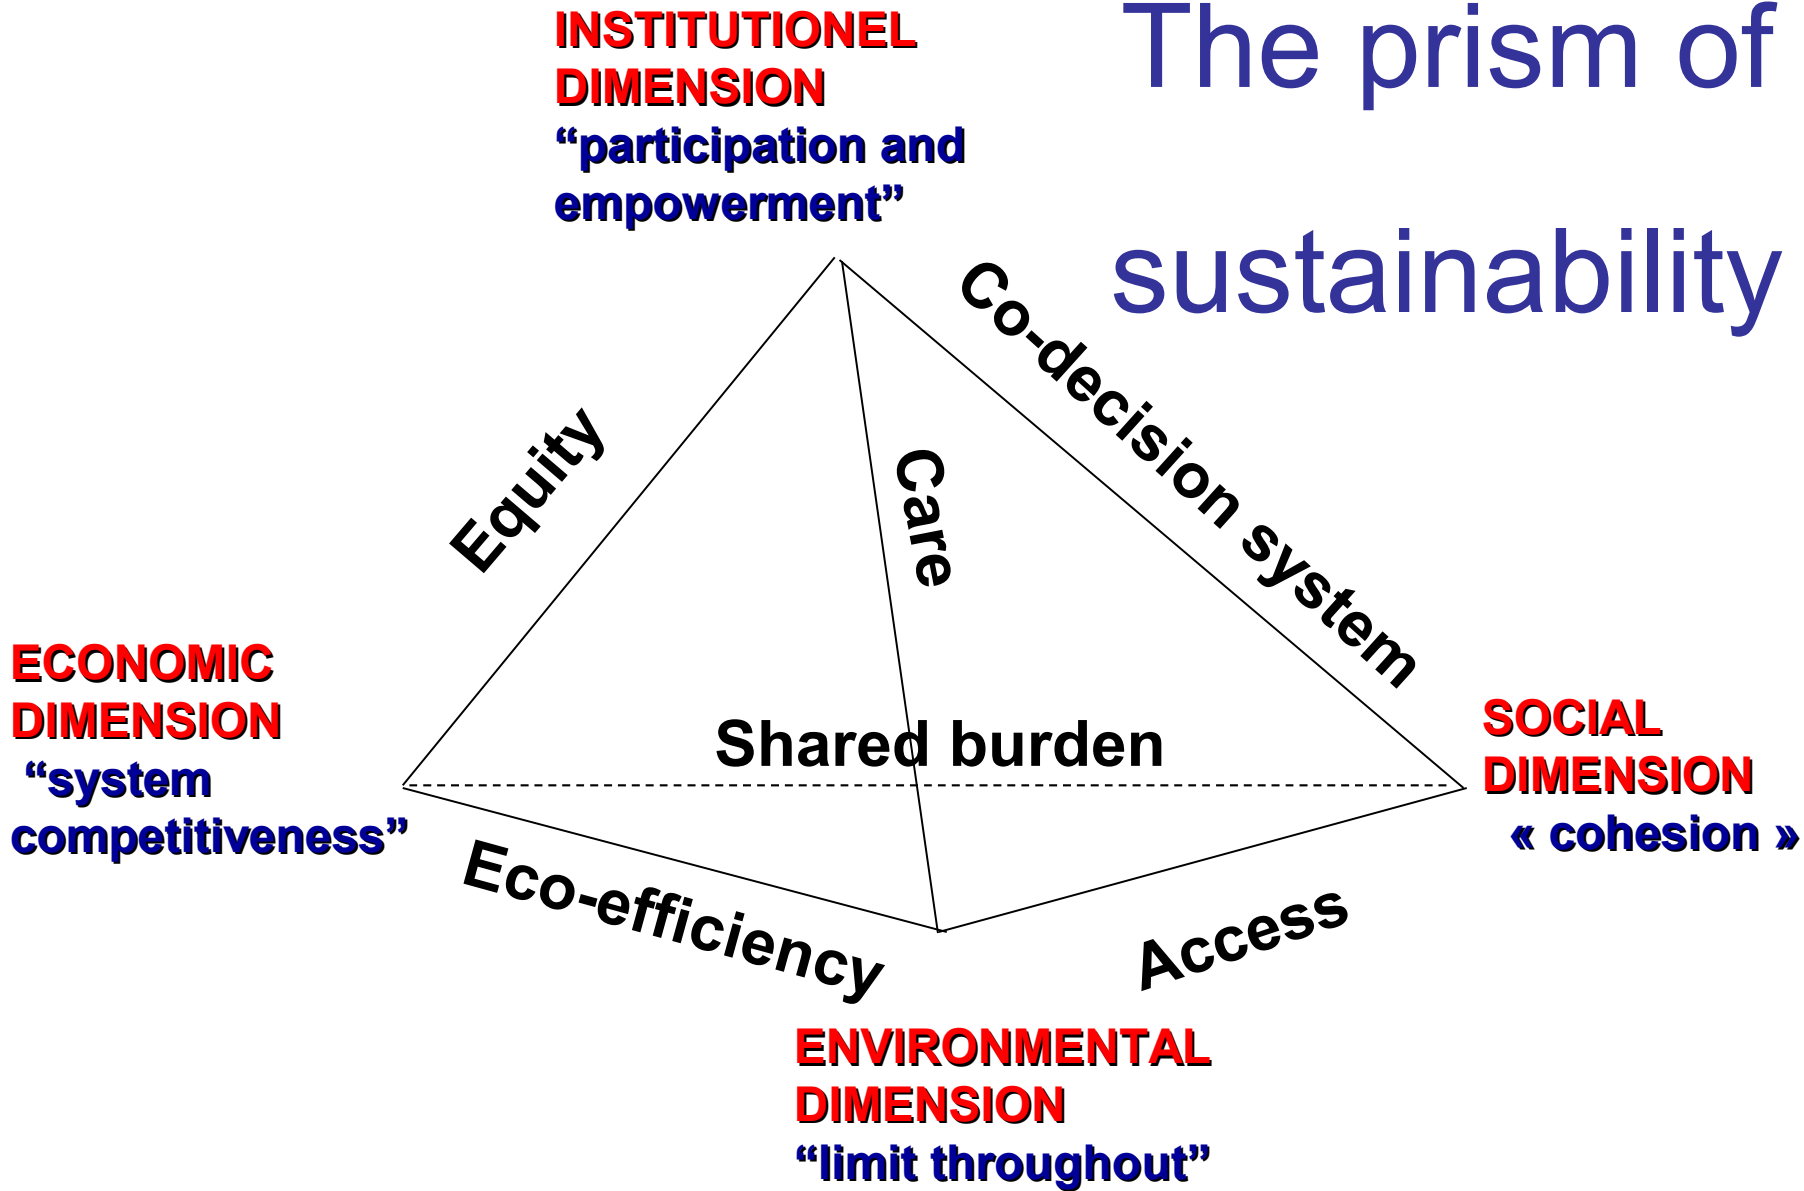 The prism of
sustainability
INSTITUTIONEL
DIMENSION
“participation and
empowerment”
Equity
Care
Co-decision system
ECONOMIC
DIMENSION
“system
competitiveness”
Shared burden
SOCIAL
DIMENSION
« cohesion »
Eco-efficiency
Access
ENVIRONMENTAL
DIMENSION
“limit throughout”